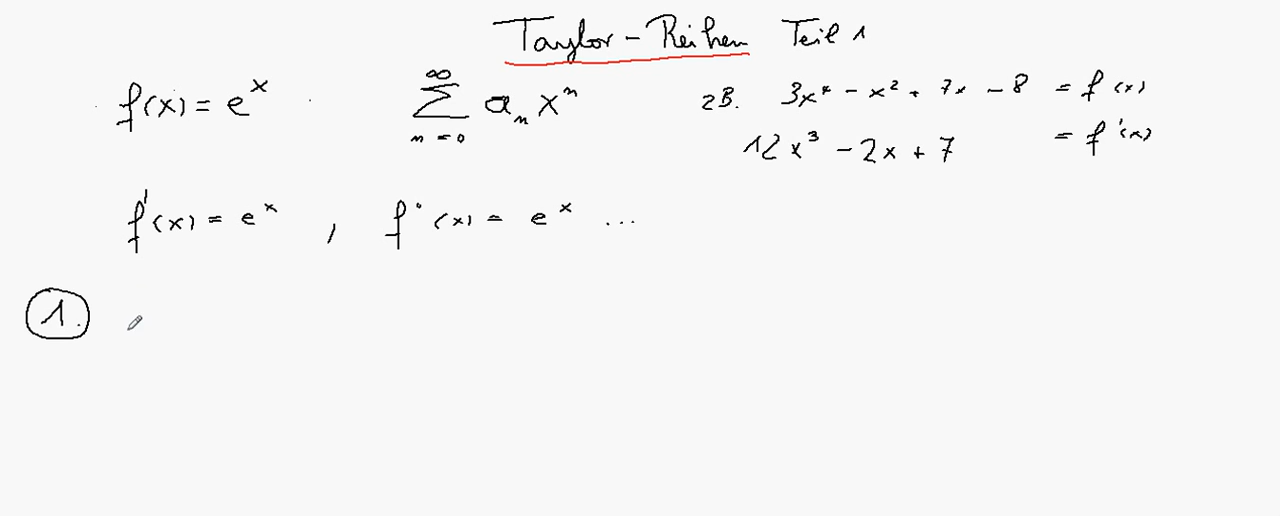 Taylor-Reihen Teil 1
f(x) = e^x   ∑_{n=0}^{∞} a_n x^n   zB. 3x⁴ - x² + 7x - 8 = f(x)
12x³ - 2x + 7 = f'(x)
f'(x) = e^x , f''(x) = e^x ...
1.